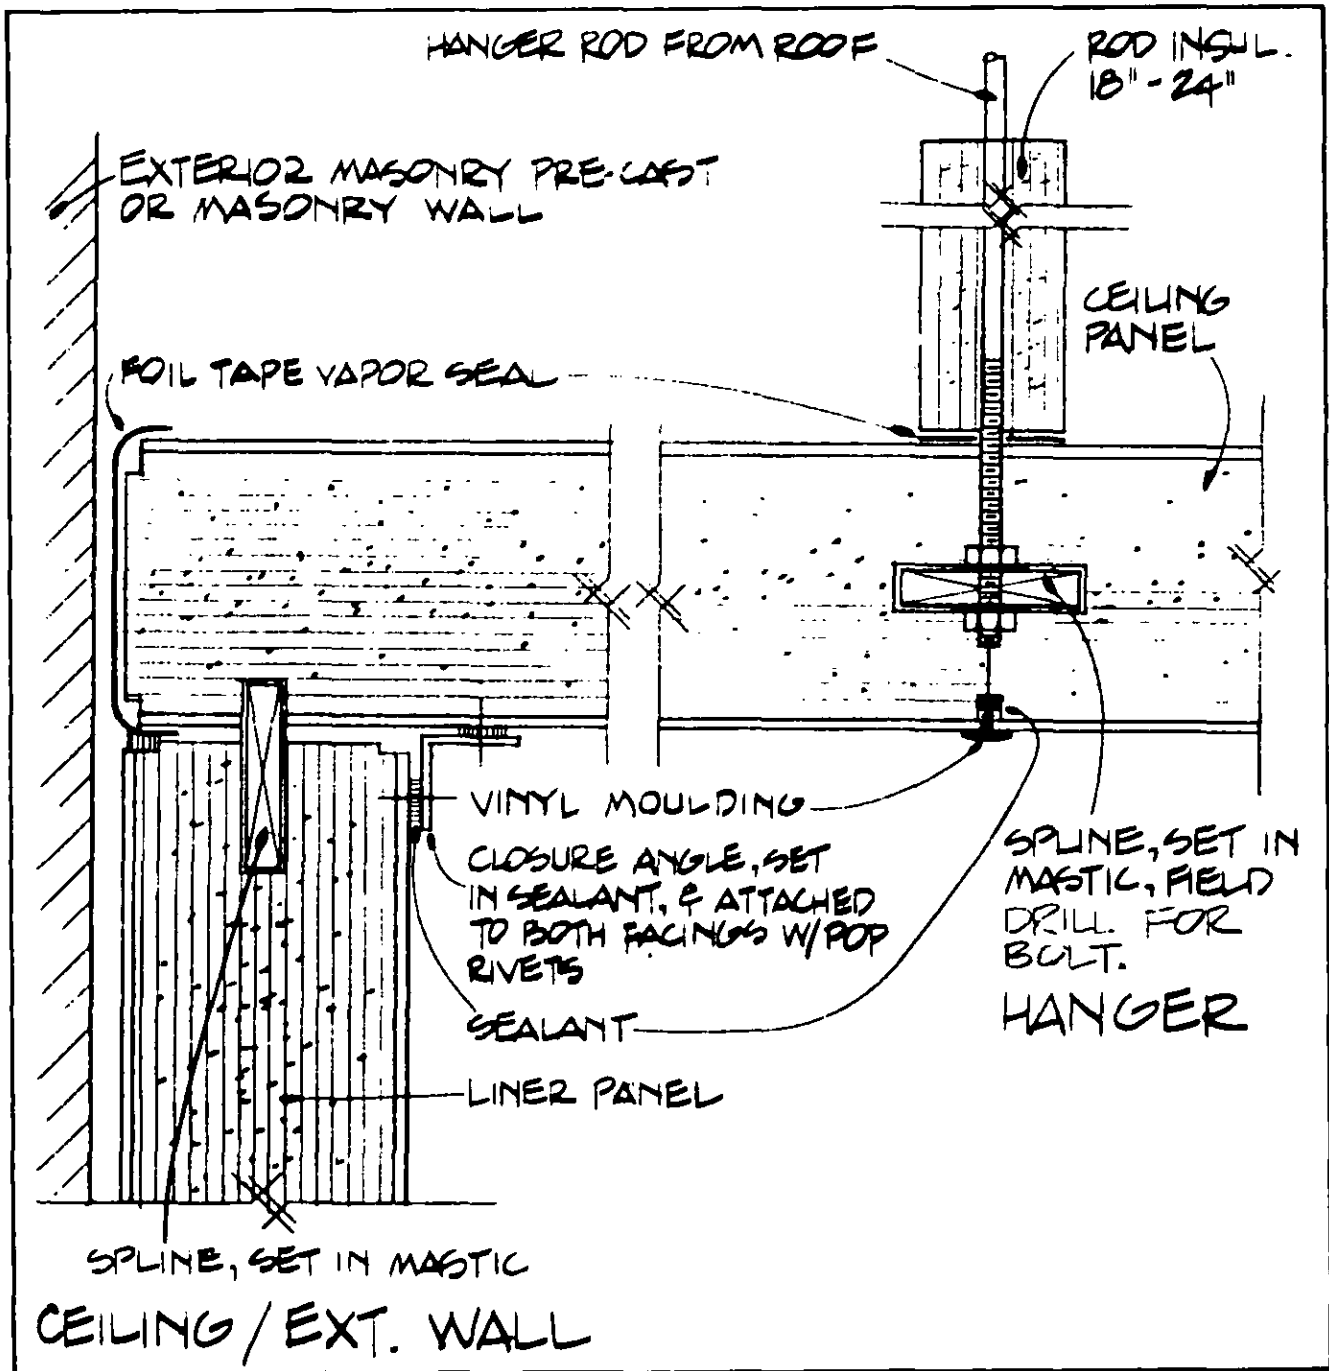 HANGER ROD FROM ROOF
ROD INSUL.
18" - 24"
EXTERIOR MASONRY PRE-CAST
OR MASONRY WALL
CEILING
PANEL
FOIL TAPE VAPOR SEAL
VINYL MOULDING
CLOSURE ANGLE, SET
IN SEALANT, & ATTACHED
TO BOTH FACINGS W/POP
RIVETS
SPLINE, SET IN
MASTIC, FIELD
DRILL FOR
BOLT.
HANGER
SEALANT
LINER PANEL
SPLINE, SET IN MASTIC
CEILING / EXT. WALL